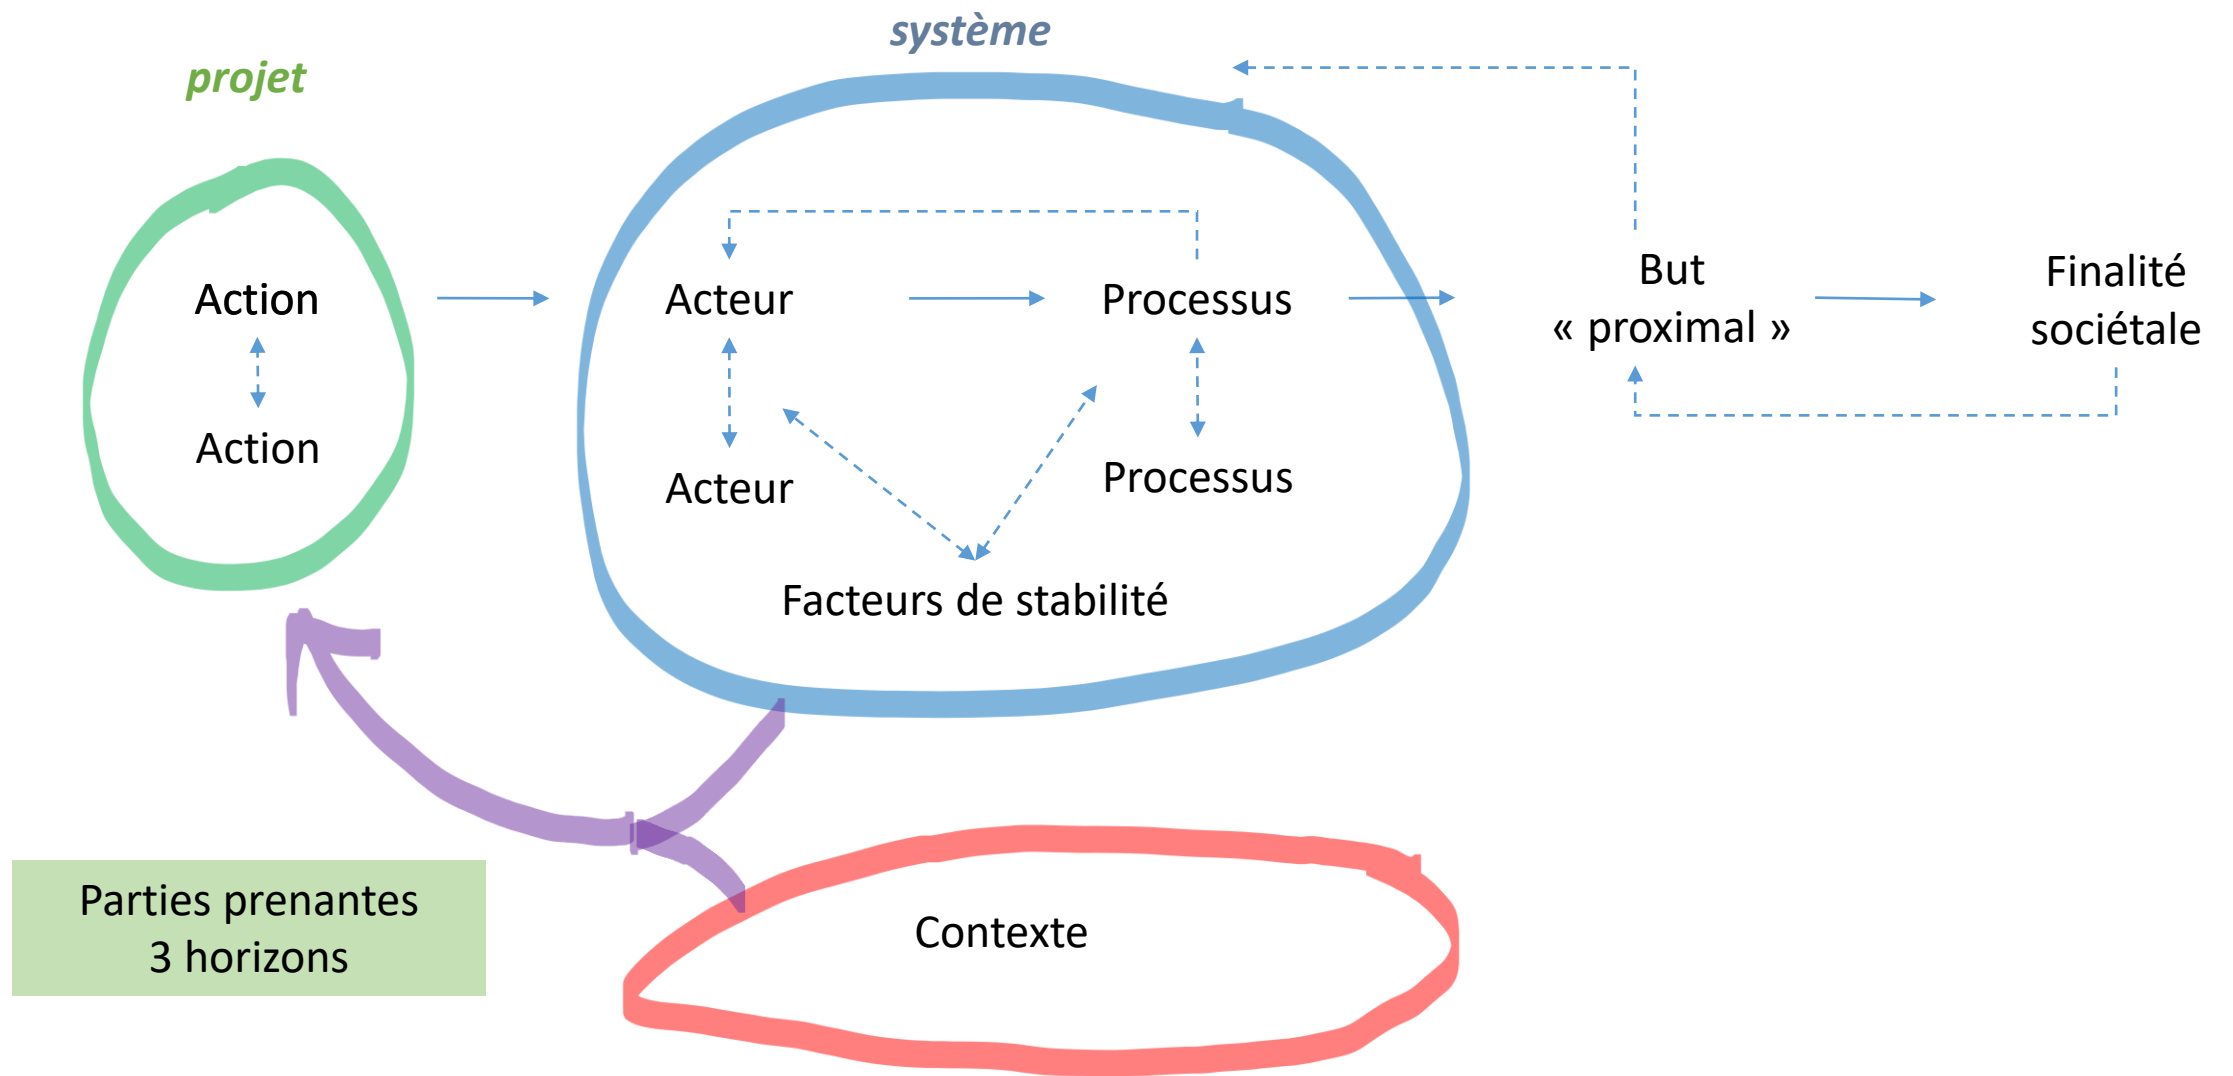 système
projet
Action
Acteur
Processus
But
« proximal »
Finalité
sociétale
Action
Acteur
Processus
Facteurs de stabilité
Parties prenantes
3 horizons
Contexte